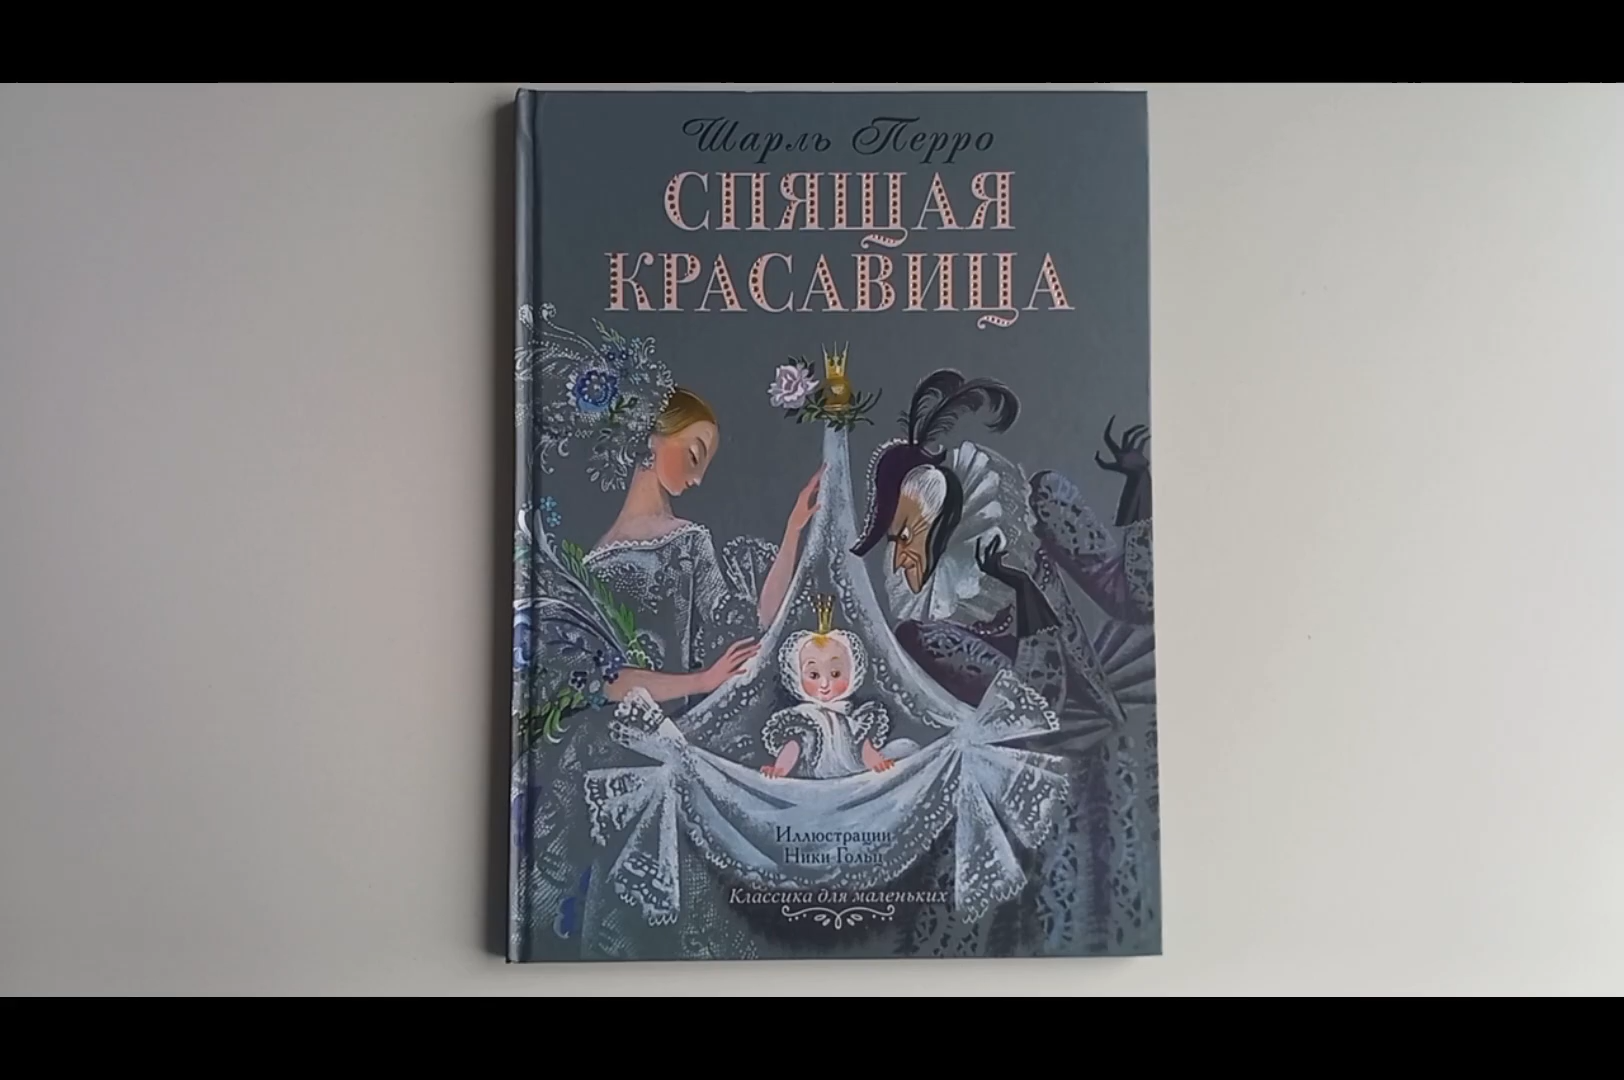 Шарль Перро
СПЯЩАЯ
КРАСАВИЦА
Иллюстрации
Ники Гольц
Классика для маленьких